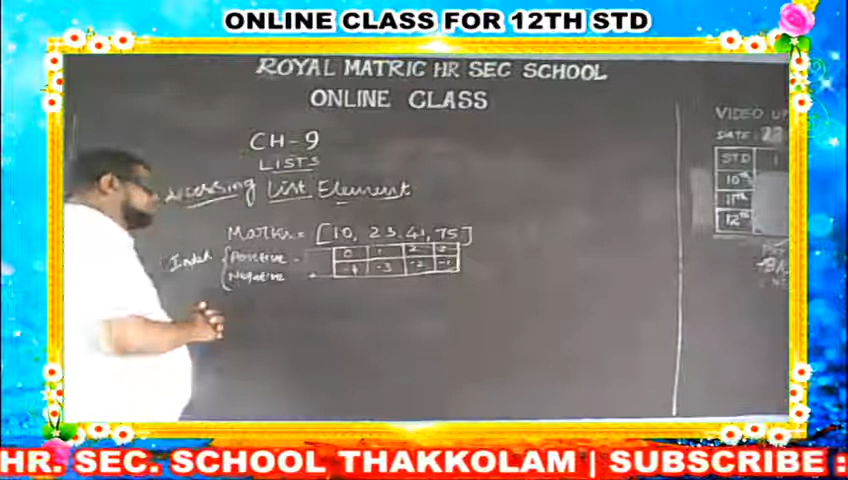 ONLINE CLASS FOR 12TH STD
ROYAL MATRIC HR SEC SCHOOL
ONLINE CLASS
CH-9
LISTS
Accessing List Element
Marks = [10, 23, 41, 75]
Index
Positive - 0 1 2 3
Negative - -4 -3 -2 -1
VIDEO
DATE: 23
STD
10th
11th
12th
HR. SEC. SCHOOL THAKKOLAM | SUBSCRIBE :